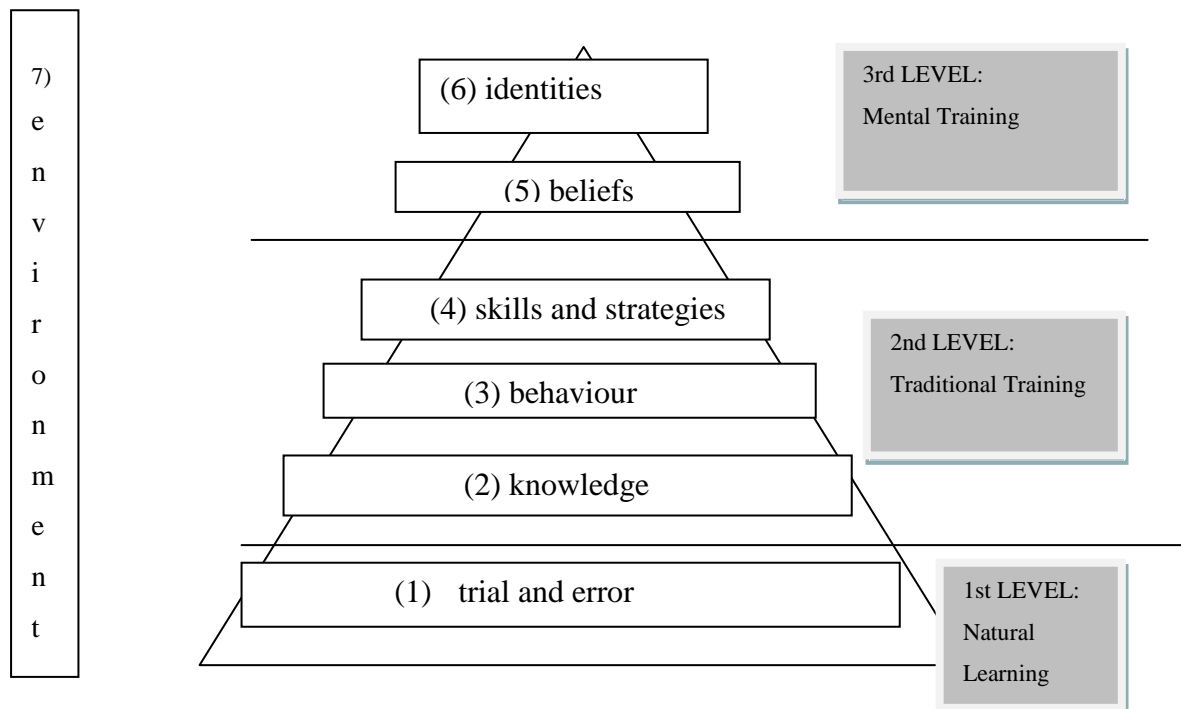 7)
e
n
v
i
r
o
n
m
e
n
t
(6) identities
(5) beliefs
(4) skills and strategies
(3) behaviour
(2) knowledge
(1) trial and error
3rd LEVEL:
Mental Training
2nd LEVEL:
Traditional Training
1st LEVEL:
Natural
Learning